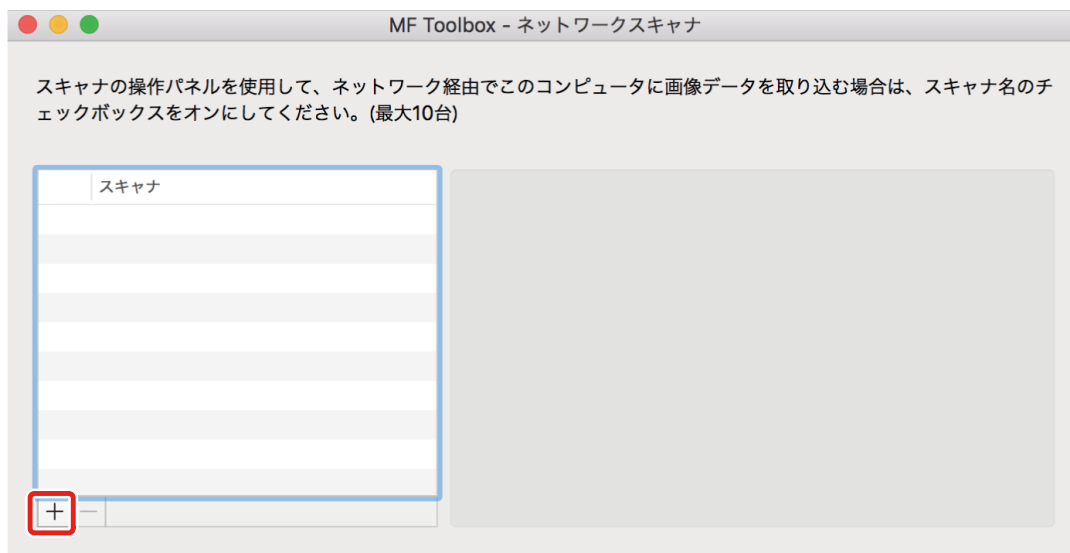 MF Toolbox - ネットワークスキャナ
スキャナの操作パネルを使用して、ネットワーク経由でこのコンピュータに画像データを取り込む場合は、スキャナ名のチ
ェックボックスをオンにしてください。(最大10台)
スキャナ
+ −